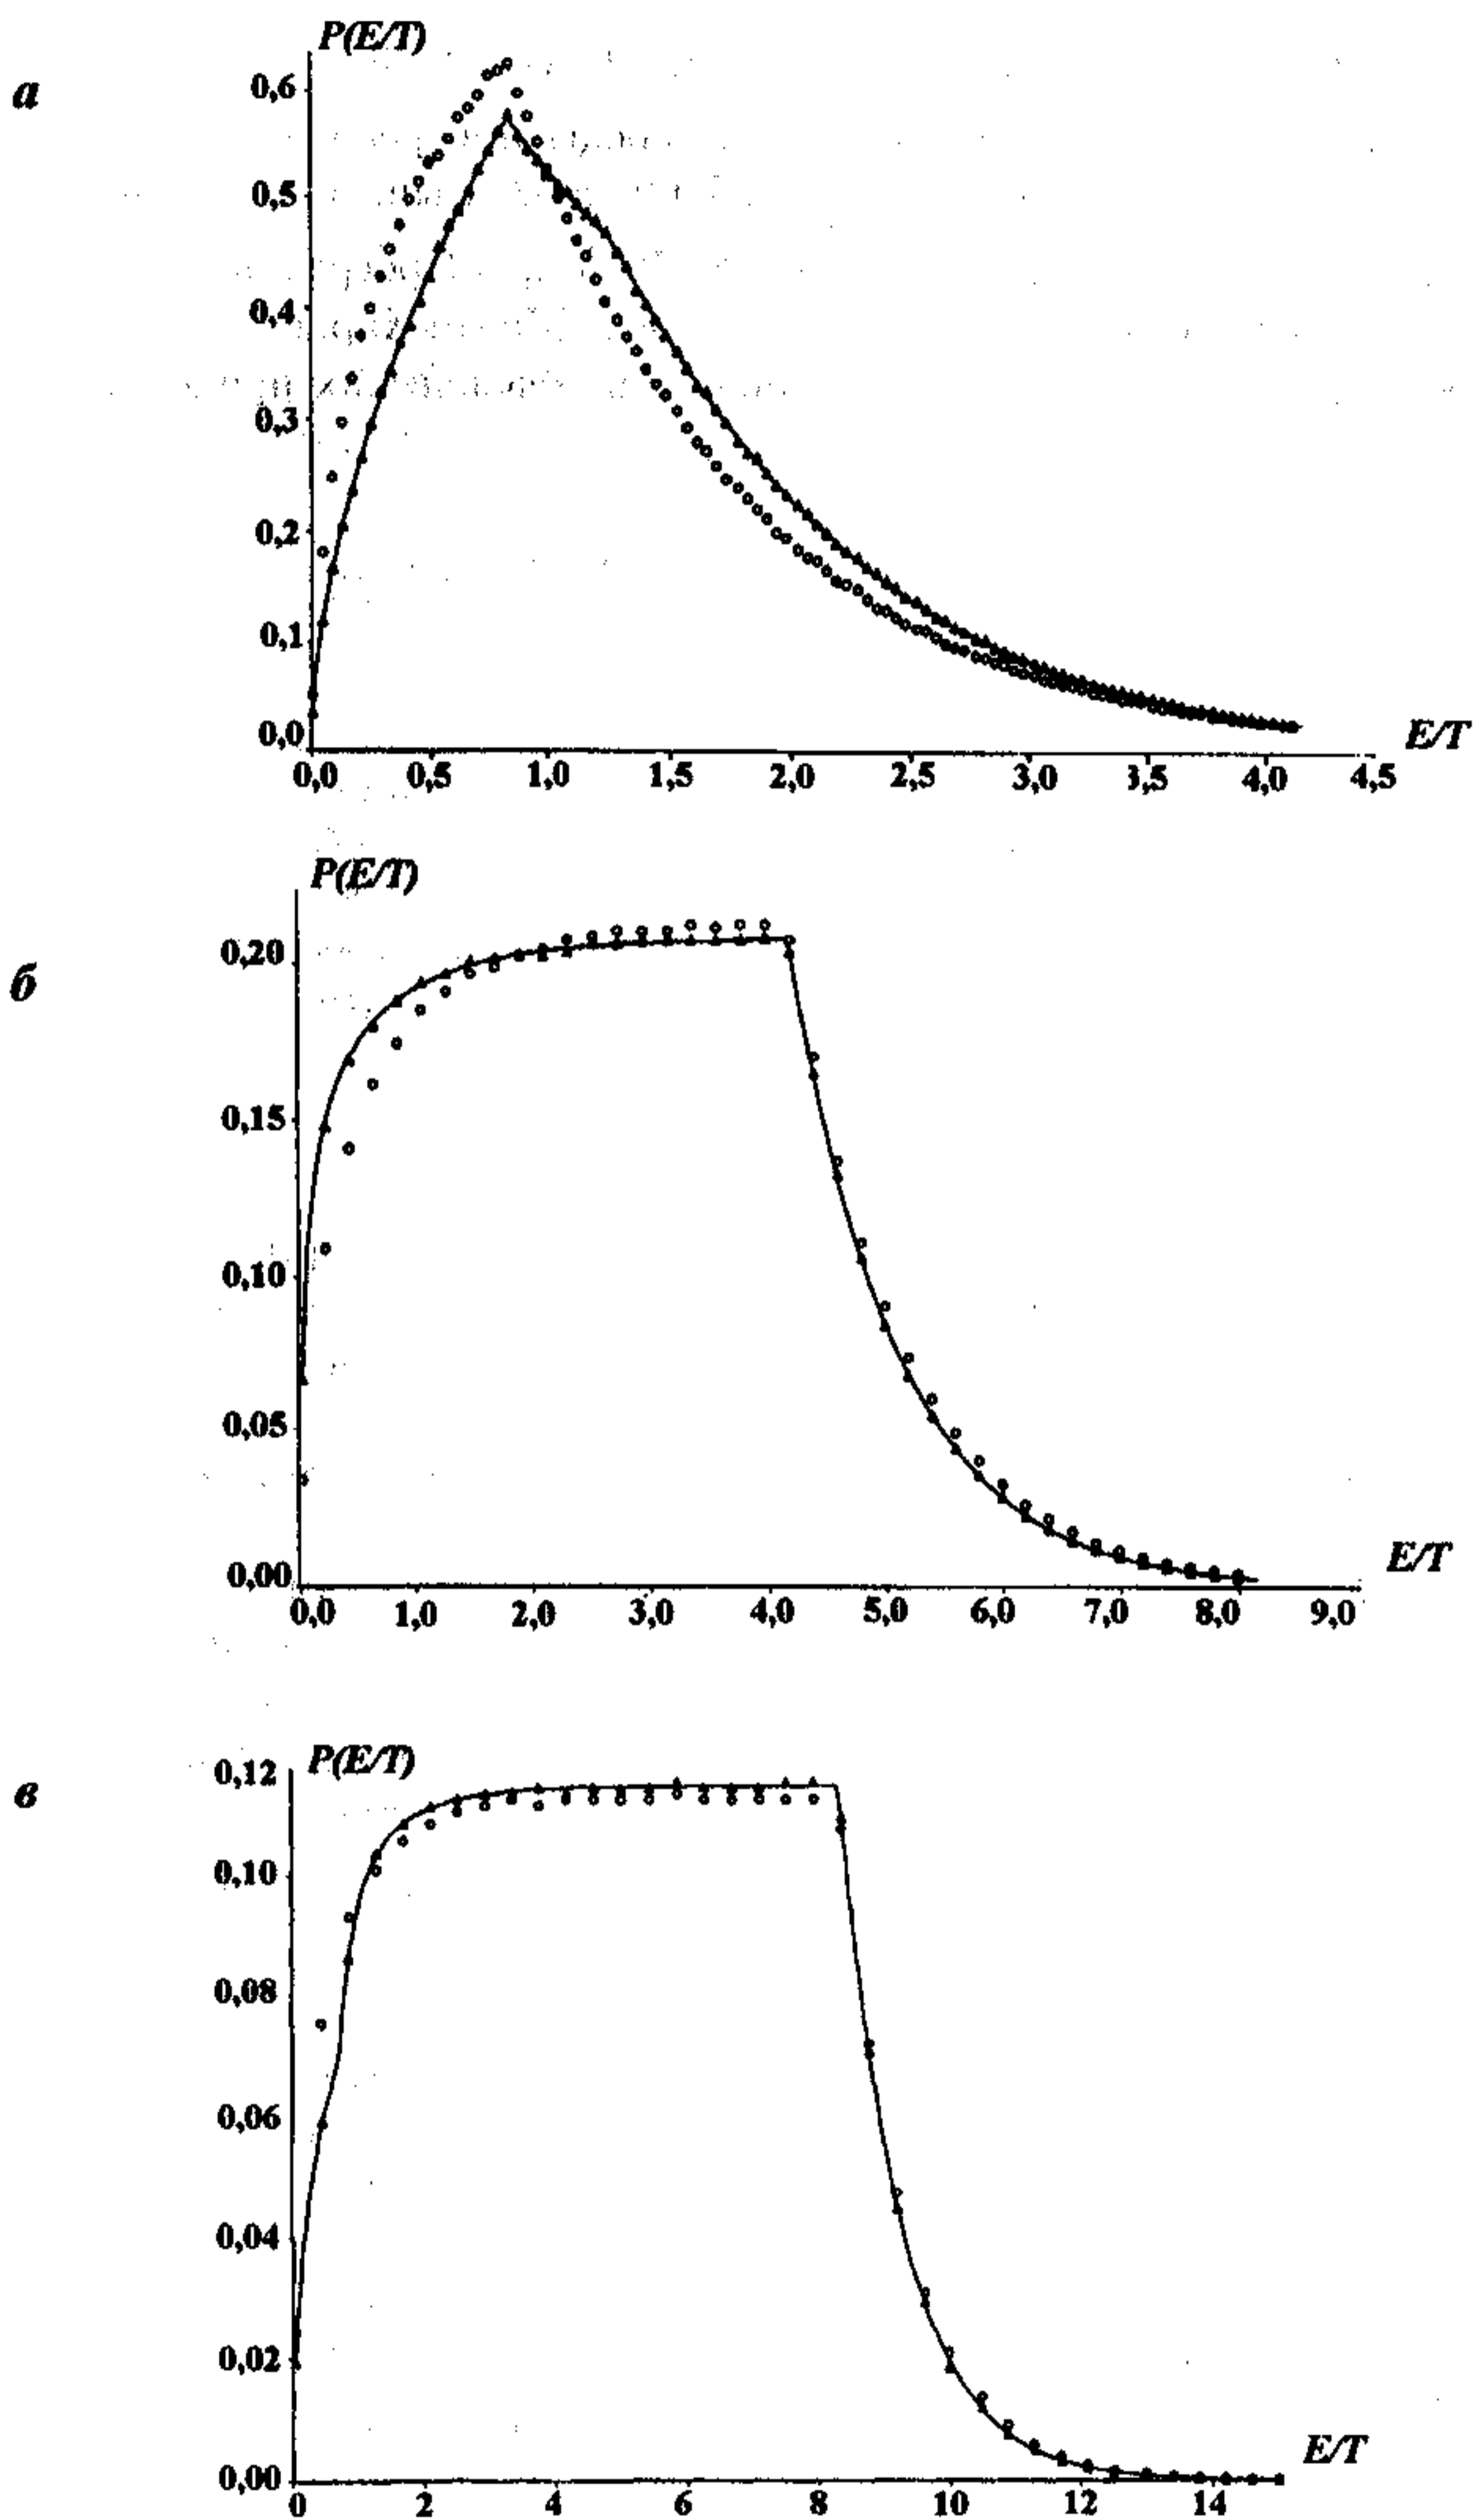 а
P(E/T)
0,6
0,5
0,4
0,3
0,2
0,1
0,0
0,0 0,5 1,0 1,5 2,0 2,5 3,0 3,5 4,0 4,5
E/T
б
P(E/T)
0,20
0,15
0,10
0,05
0,00
0,0 1,0 2,0 3,0 4,0 5,0 6,0 7,0 8,0 9,0
E/T
в
P(E/T)
0,12
0,10
0,08
0,06
0,04
0,02
0,00
0 2 4 6 8 10 12 14
E/T